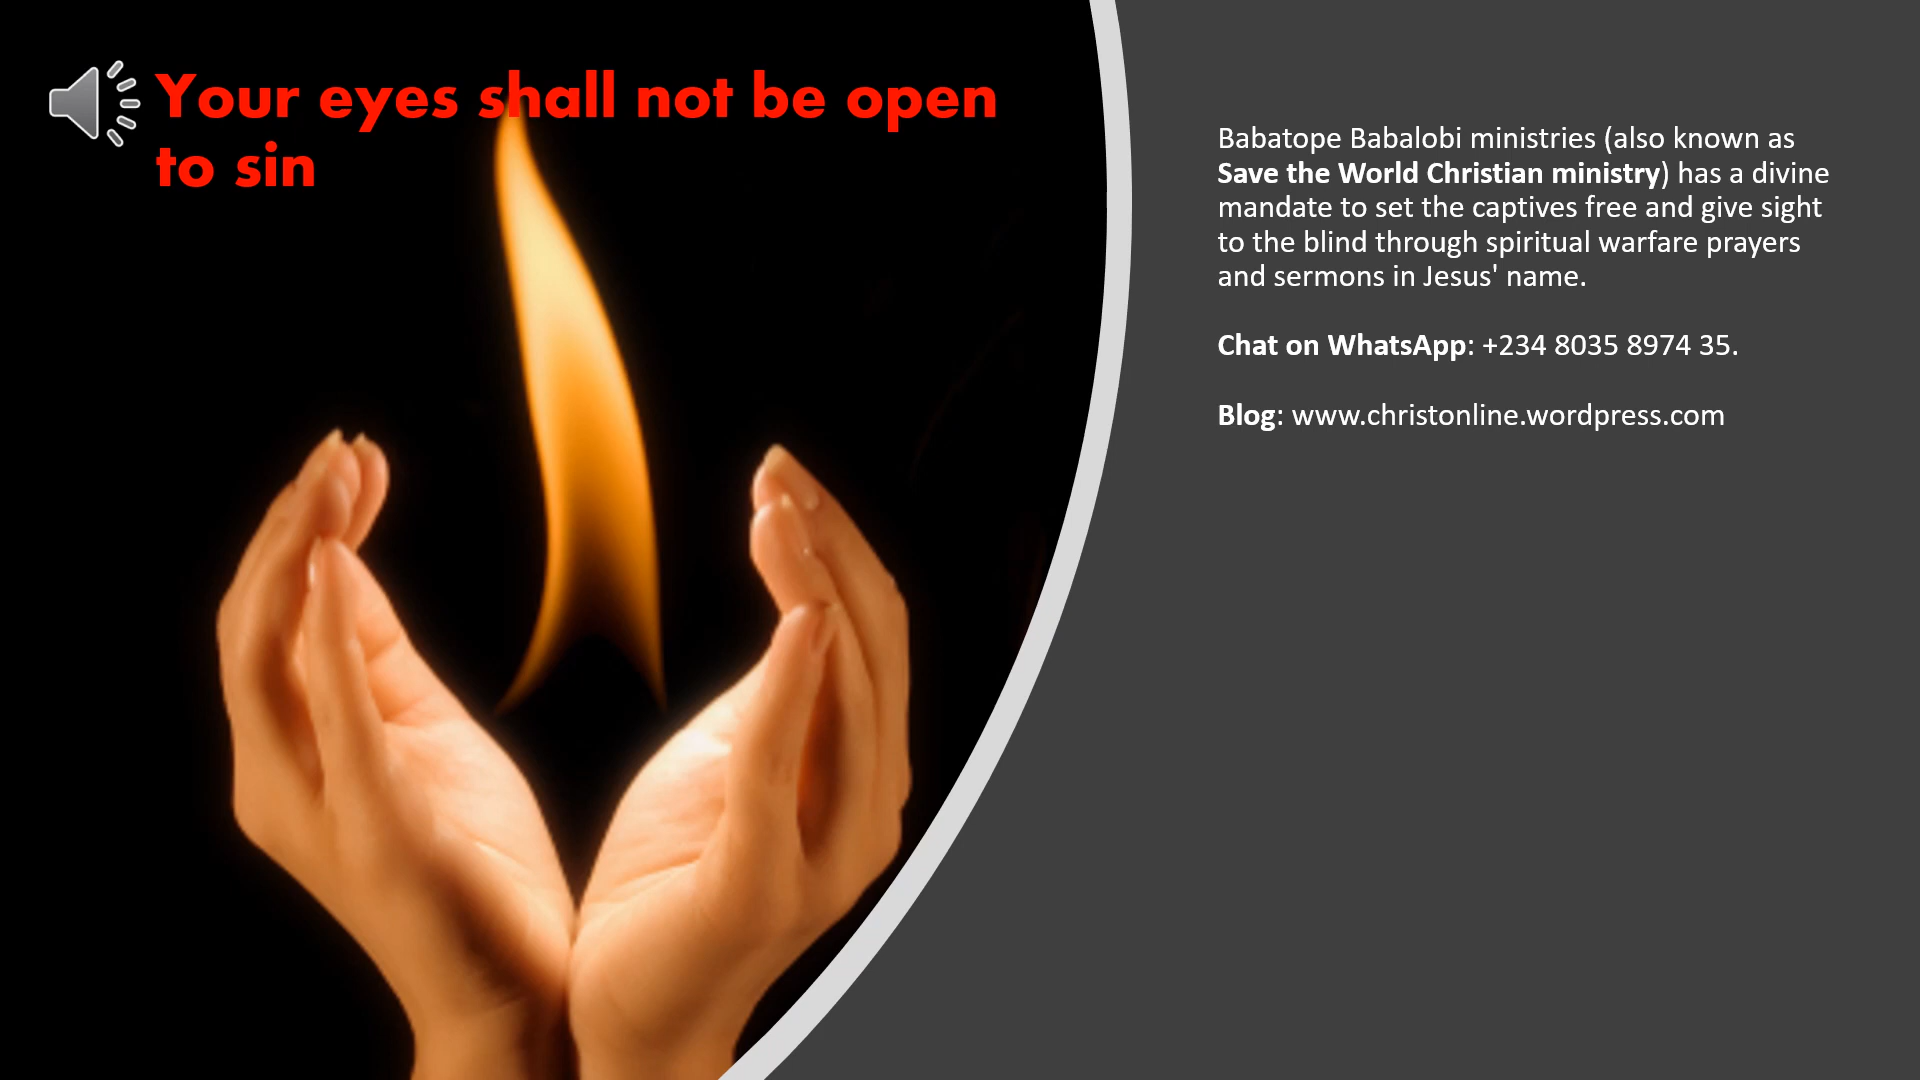 Your eyes shall not be open
to sin
Babatope Babalobi ministries (also known as
Save the World Christian ministry) has a divine
mandate to set the captives free and give sight
to the blind through spiritual warfare prayers
and sermons in Jesus' name.
Chat on WhatsApp: +234 8035 8974 35.
Blog: www.christonline.wordpress.com